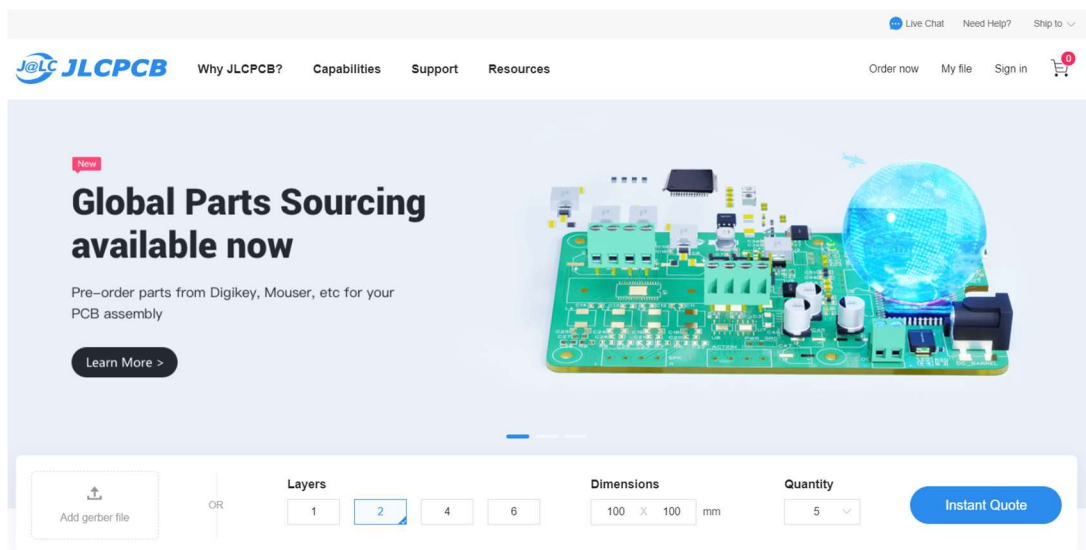 Live Chat Need Help? Ship to
J@LC JLCPCB Why JLCPCB? Capabilities Support Resources Order now My file Sign in 0
New
Global Parts Sourcing
available now
Pre-order parts from Digikey, Mouser, etc for your
PCB assembly
Learn More >
Layers Dimensions Quantity
Add gerber file OR 1 2 4 6 100 X 100 mm 5 Instant Quote